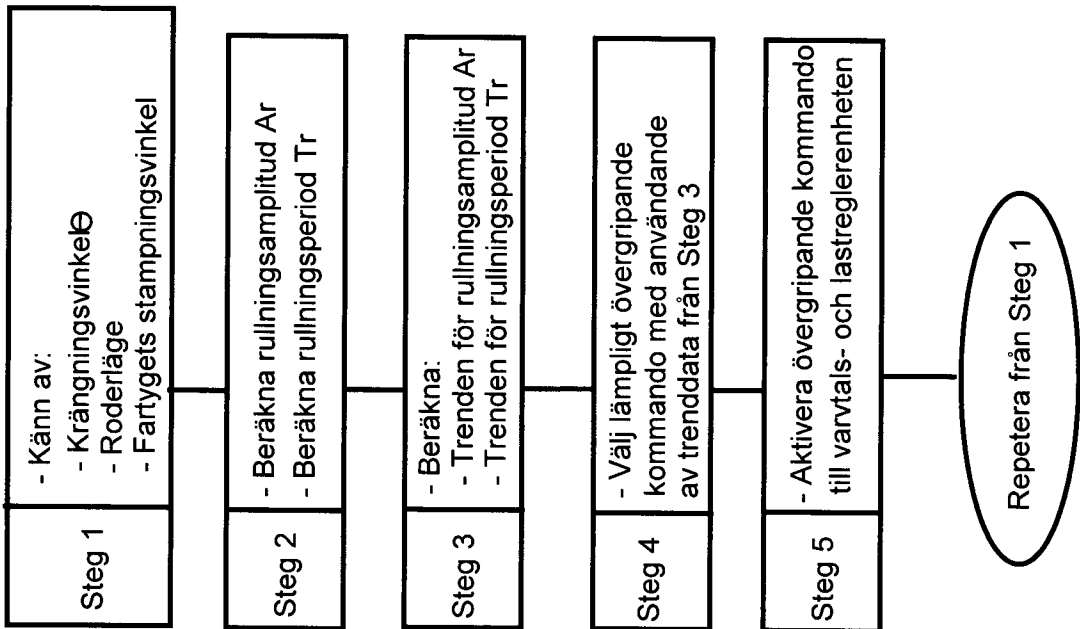 Steg 1
- Känn av:
- Krängningsvinkel Θ
- Roderläge
- Fartygets stampningsvinkel
Steg 2
- Beräkna rullningsamplitud Ar
- Beräkna rullningsperiod Tr
Steg 3
- Beräkna:
- Trenden för rullningsamplitud Ar
- Trenden för rullningsperiod Tr
Steg 4
- Välj lämpligt övergripande
kommando med användande
av trenddata från Steg 3
Steg 5
- Aktivera övergripande kommando
till varvtals- och lastreglerenheten
Repetera från Steg 1